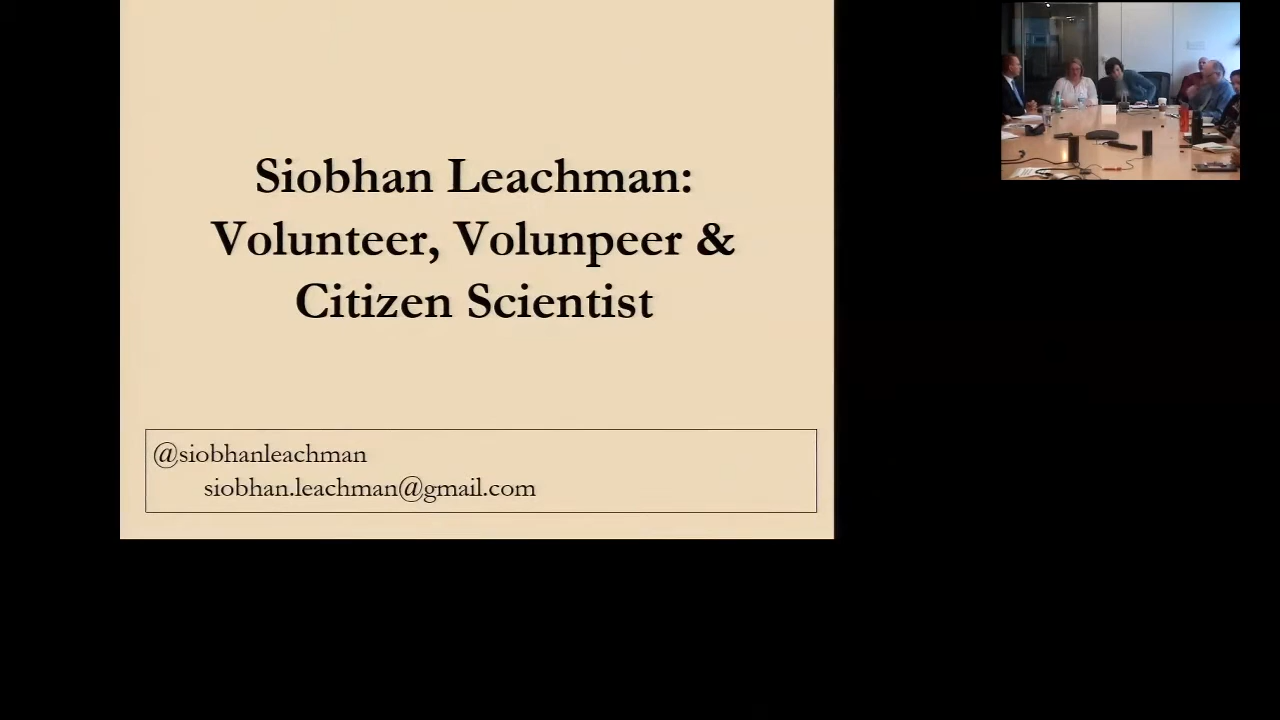 Siobhan Leachman:
Volunteer, Volunpeer &
Citizen Scientist
@siobhanleachman
siobhan.leachman@gmail.com